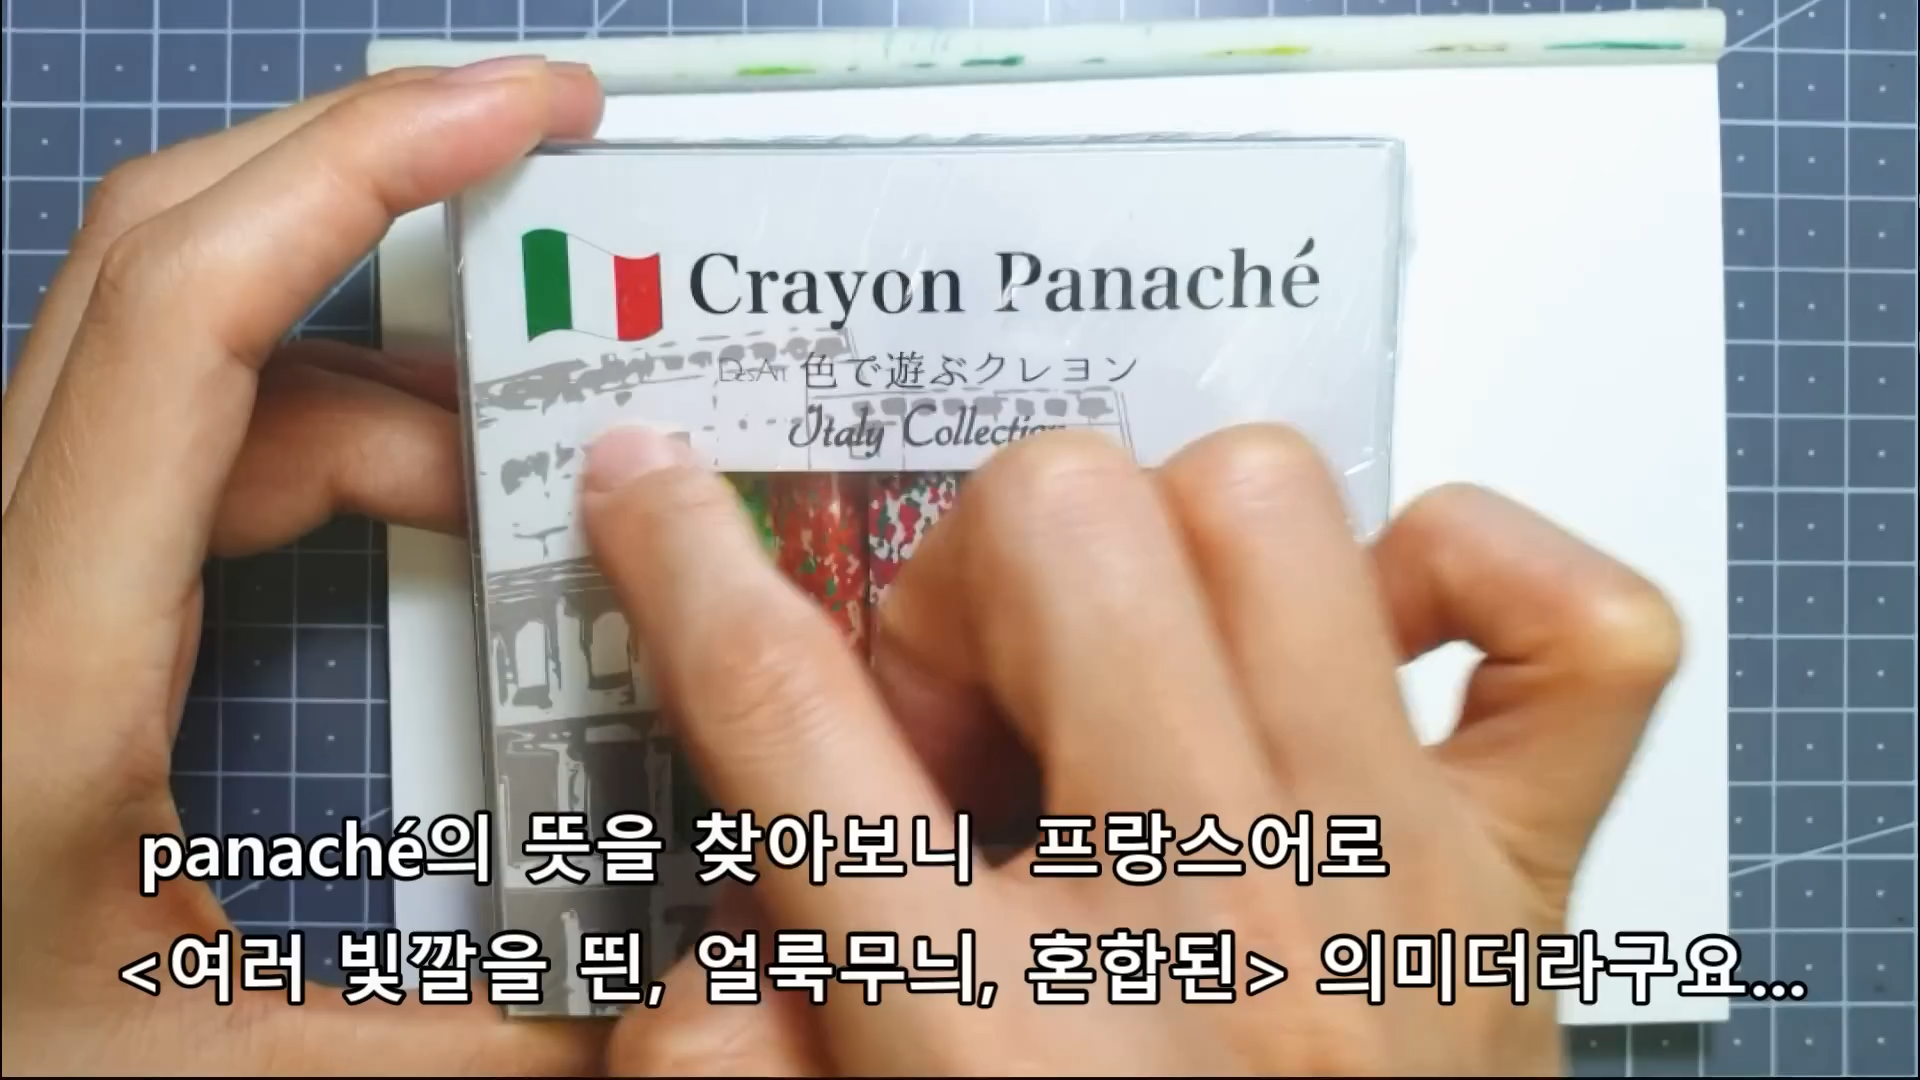 Crayon Panaché
DesArt 色で遊ぶクレヨン
Italy Collection
panaché의 뜻을 찾아보니 프랑스어로
<여러 빛깔을 띤, 얼룩무늬, 혼합된> 의미더라구요...